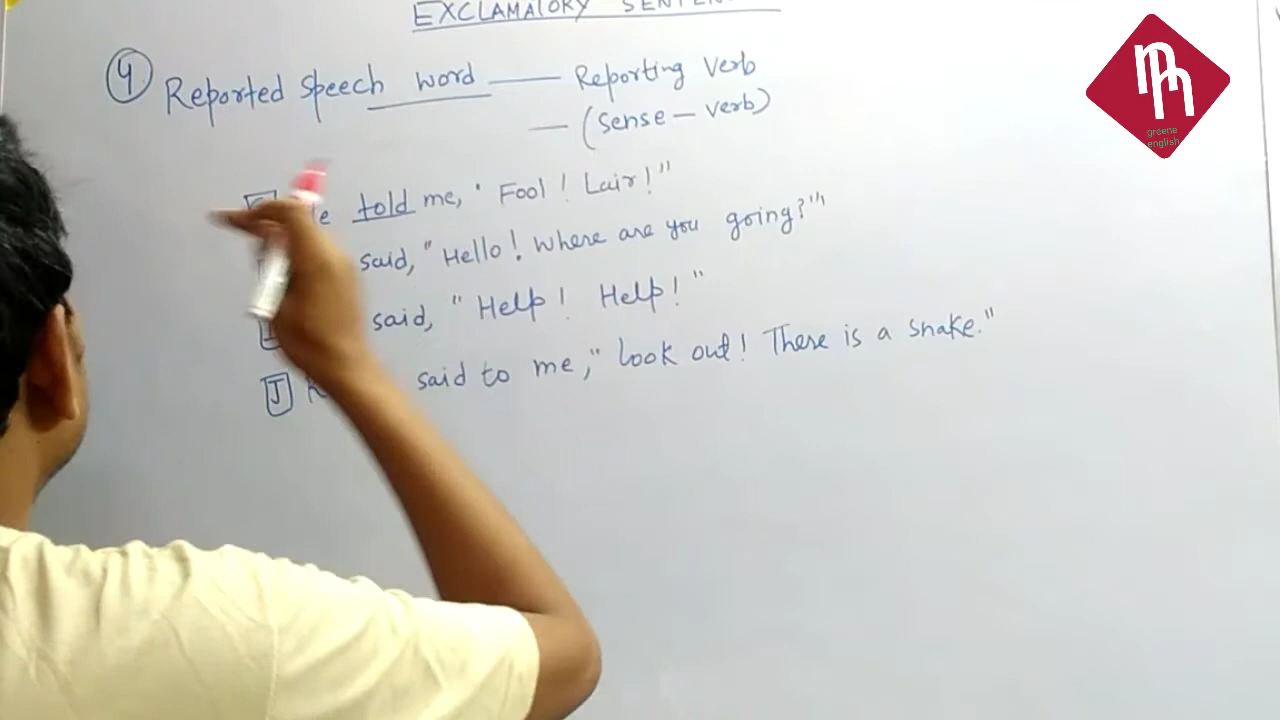 EXCLAMATORY
④ Reported Speech word —— Reporting Verb
— (Sense — verb)
told me, " Fool ! Lair ! "
said, " Hello ! Where are you going ? "
said, " Help ! Help ! "
J said to me, " look out ! There is a snake. "
greene
english